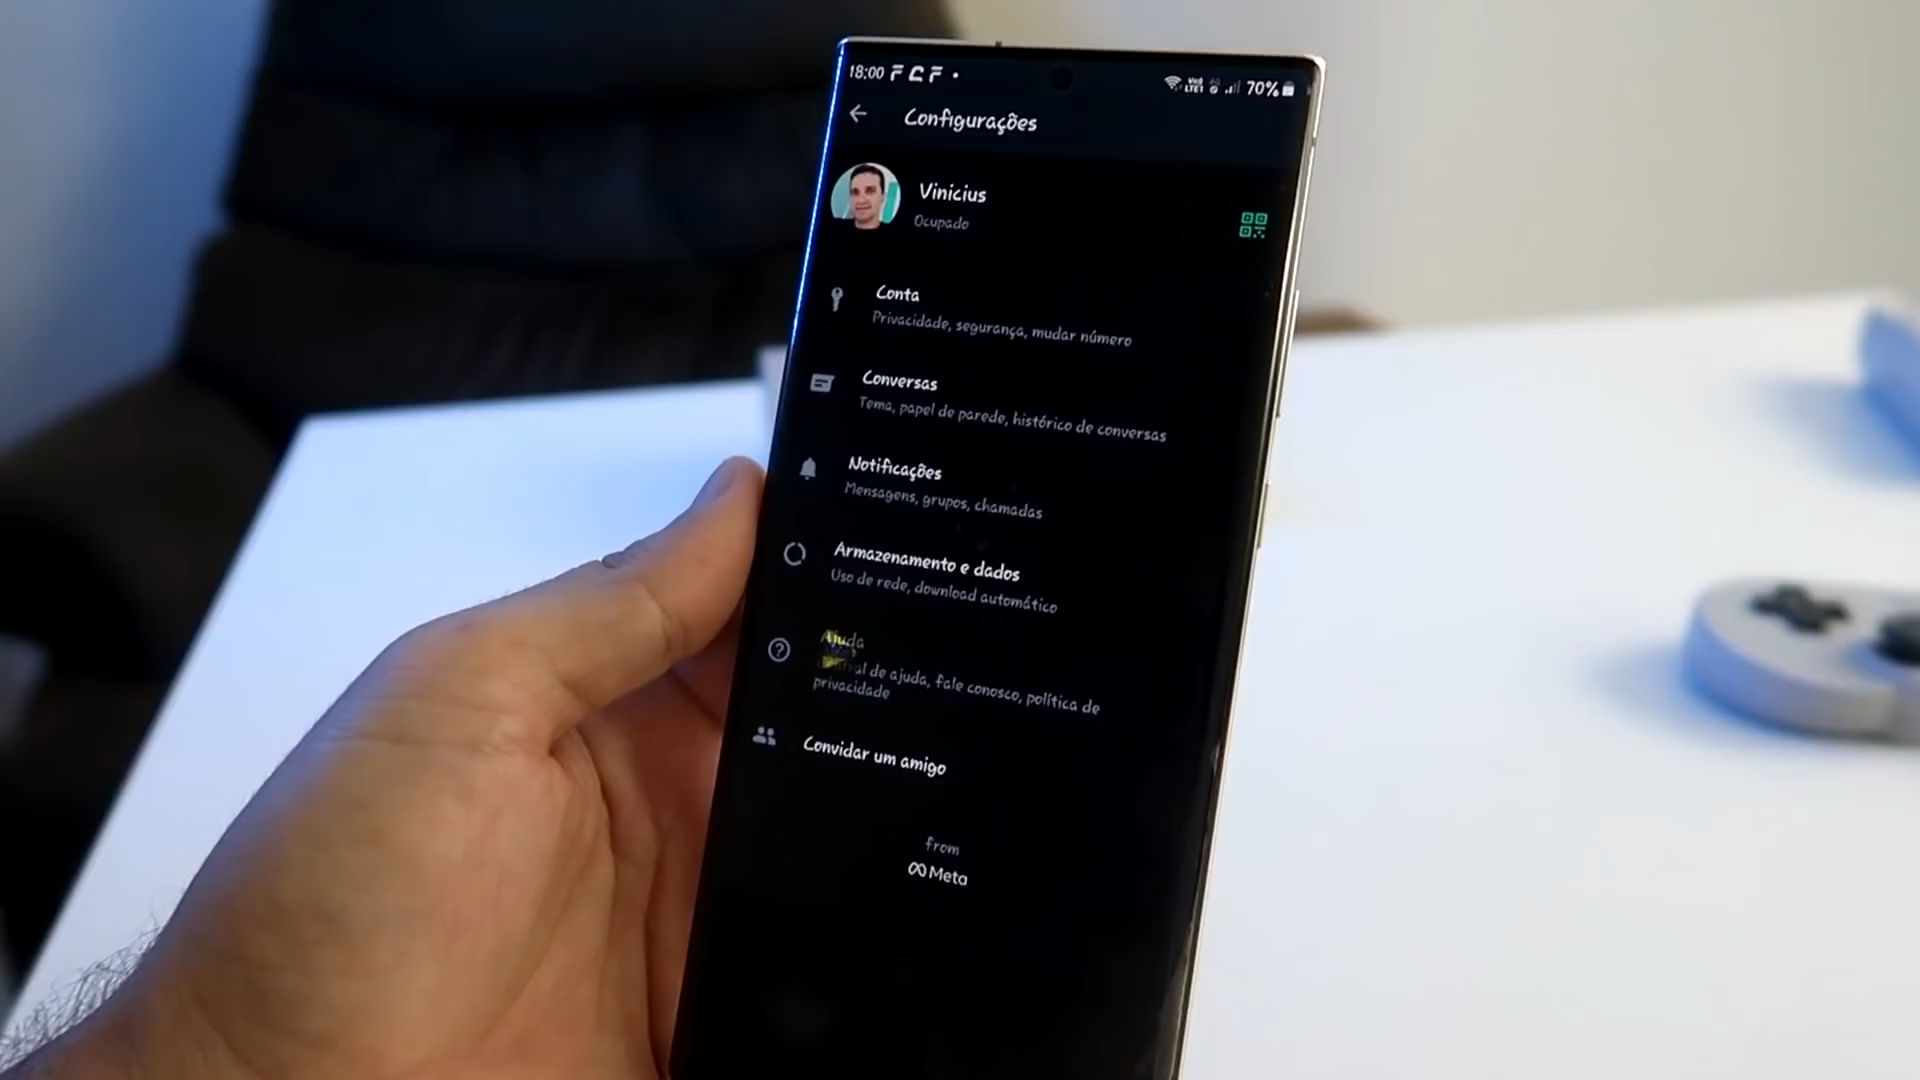 18:00
70%
Configurações
Vinicius
Ocupado
Conta
Privacidade, segurança, mudar número
Conversas
Tema, papel de parede, histórico de conversas
Notificações
Mensagens, grupos, chamadas
Armazenamento e dados
Uso de rede, download automático
Ajuda
de ajuda, fale conosco, política de
privacidade
Convidar um amigo
from
Meta